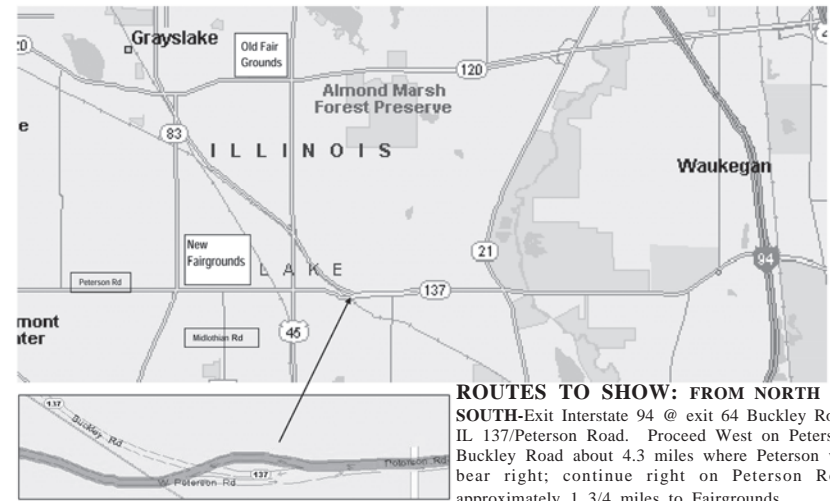 Grayslake
Old Fair
Grounds
120
Almond Marsh
Forest Preserve
83
ILLINOIS
Waukegan
New
Fairgrounds
LAKE
21
94
Peterson Rd
137
mont
Midlothian Rd
45
137
Buckley Rd
137
Peterson Rd
W Peterson Rd
ROUTES TO SHOW: FROM NORTH
SOUTH-Exit Interstate 94 @ exit 64 Buckley
IL 137/Peterson Road. Proceed West on
Buckley Road about 4.3 miles where Peterson
bear right; continue right on Peterson
approximately 1 3/4 miles to Fairgrounds